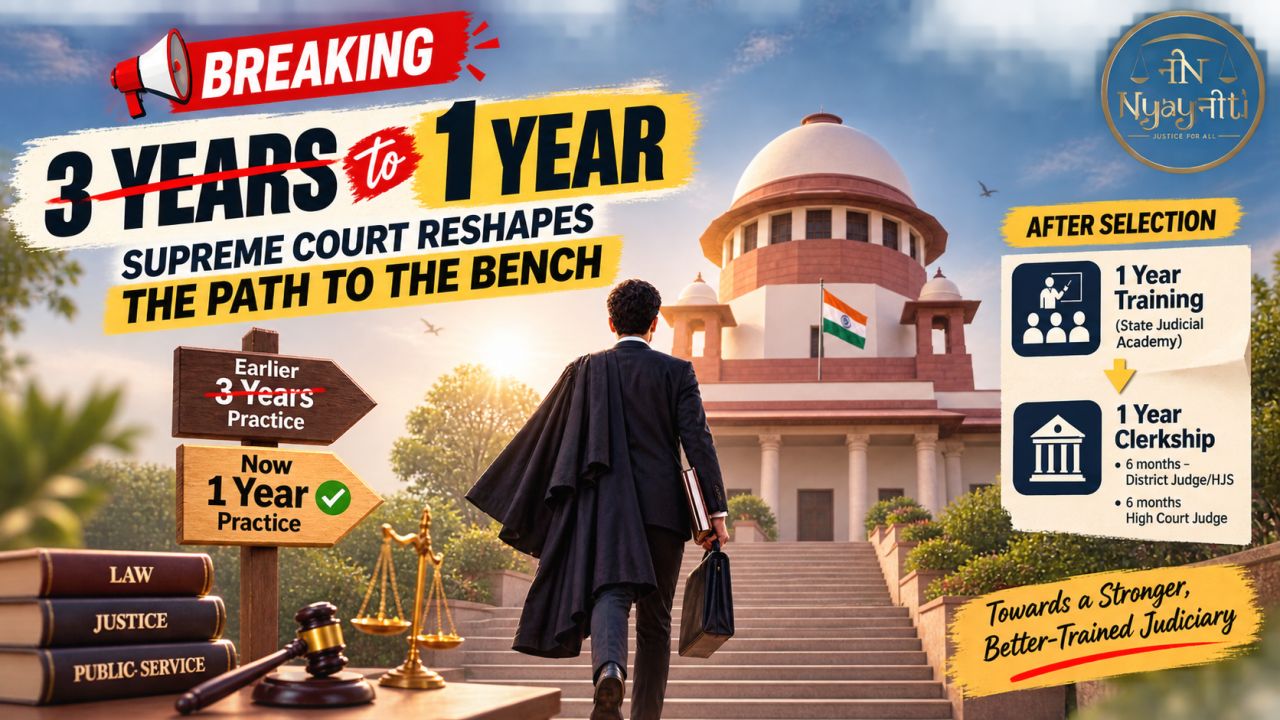 BREAKING
3 YEARS to 1 YEAR
SUPREME COURT RESHAPES
THE PATH TO THE BENCH
Earlier
3 Years
Practice
Now
1 Year
Practice
LAW
JUSTICE
PUBLIC-SERVICE
नीN
Nyayनीti
JUSTICE FOR ALL
AFTER SELECTION
1 Year
Training
(State Judicial
Academy)
1 Year
Clerkship
• 6 months –
District Judge/HJS
• 6 months
High Court Judge
Towards a Stronger,
Better-Trained Judiciary